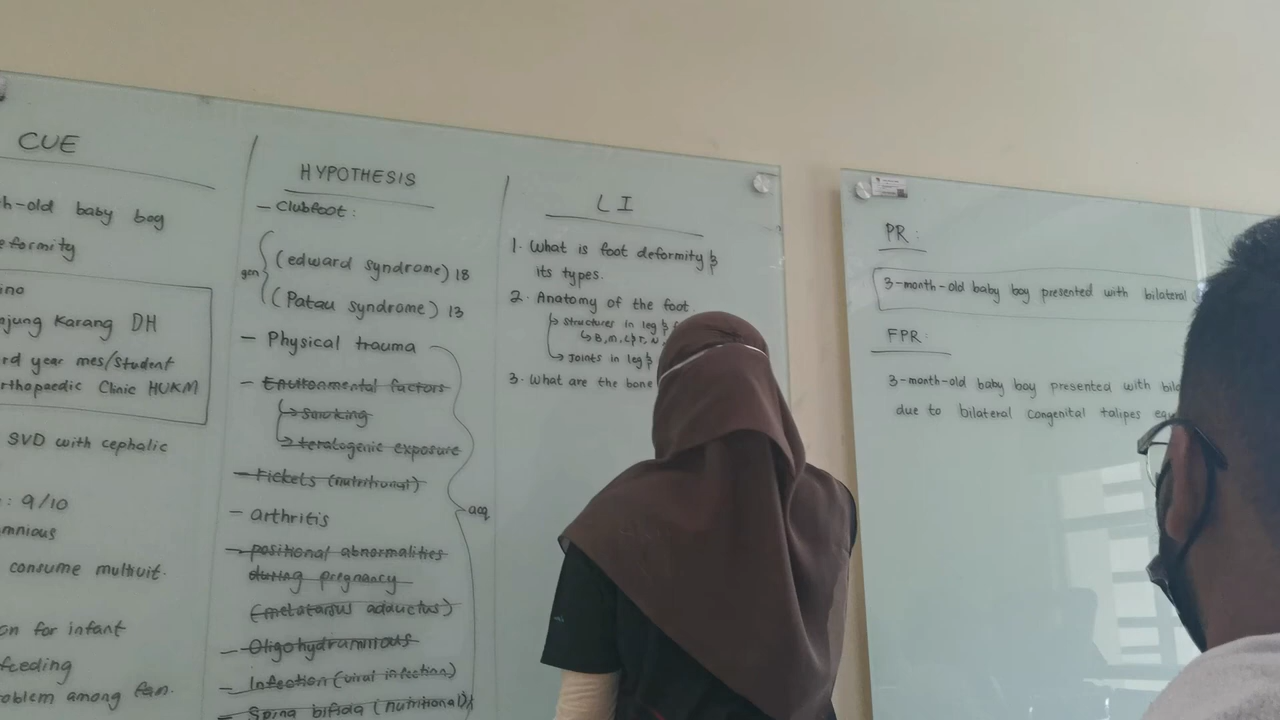 CUE
h-old baby boy
eformity
ino
njung Karang DH
rd year mes/student
rthopaedic Clinic HUKM
SVD with cephalic
: 9/10
mnious
consume multivit.
on for infant
feeding
roblem among fam.
HYPOTHESIS
- Clubfoot:
gen
(edward syndrome) 18
(Patau syndrome) 13
- Physical trauma
- Environmental factors
↳ smoking
↳ teratogenic exposure
- rickets (nutritional)
- arthritis
- positional abnormalities
during pregnancy
(metatarsus adductus)
- Oligohydramnious
- Infection (viral infection)
- Spina bifida (nutritional)
acq
LI
1. What is foot deformity &
its types.
2. Anatomy of the foot
↳ Structures in leg &
↳ B, M,
↳ Joints in leg &
3. What are the bone
PR:
3-month-old baby boy presented with bilateral
FPR:
3-month-old baby boy presented with bila
due to bilateral congenital talipes equ